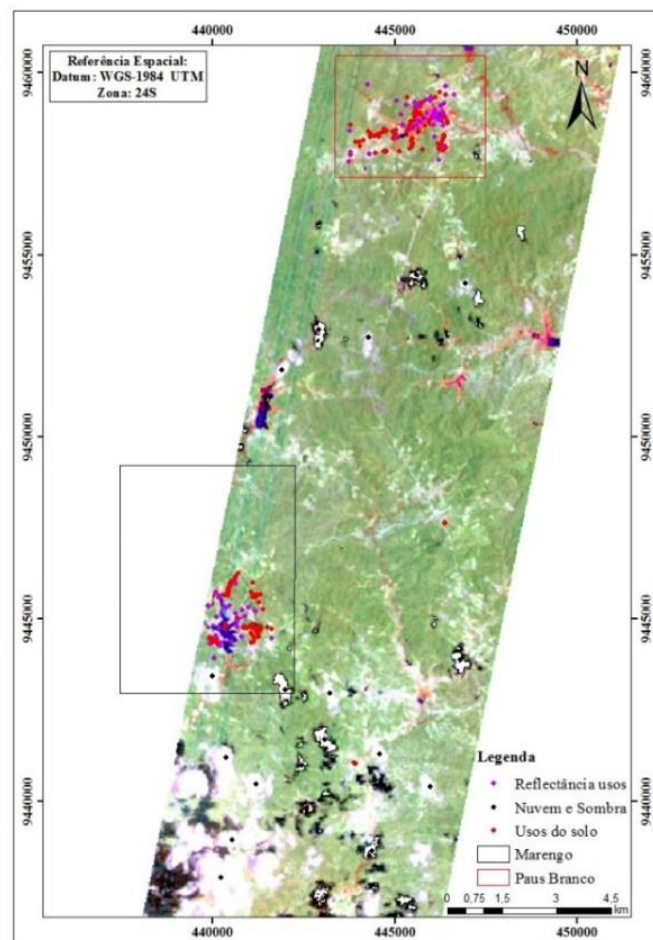 440000 445000 450000
Referência Espacial:
Datum: WGS-1984 UTM
Zona: 24S
N
9460000 9460000
9455000 9455000
9450000 9450000
9445000 9445000
9440000 9440000
Legenda
Reflectância usos
Nuvem e Sombra
Usos do solo
Marengo
Paus Branco
0 0.75 1.5 3 4.5
km
440000 445000 450000